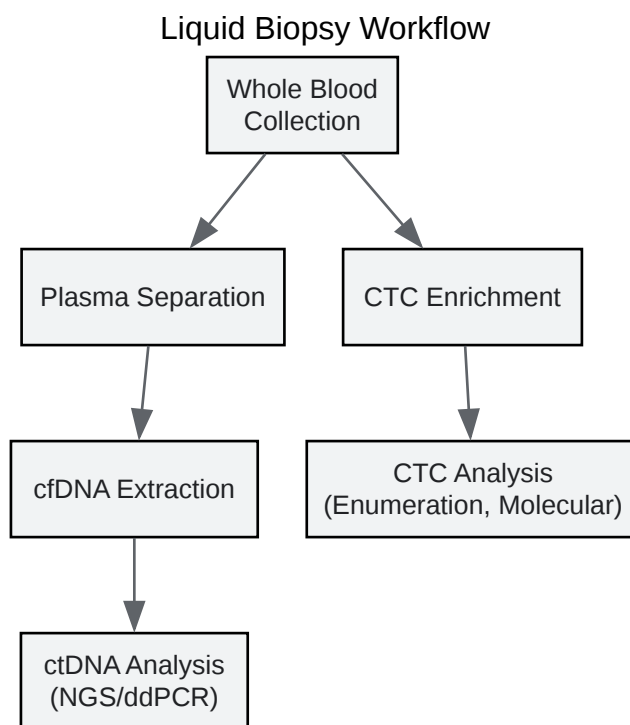 Liquid Biopsy Workflow
Whole Blood
Collection
Plasma Separation
CTC Enrichment
cfDNA Extraction
CTC Analysis
(Enumeration, Molecular)
ctDNA Analysis
(NGS/ddPCR)